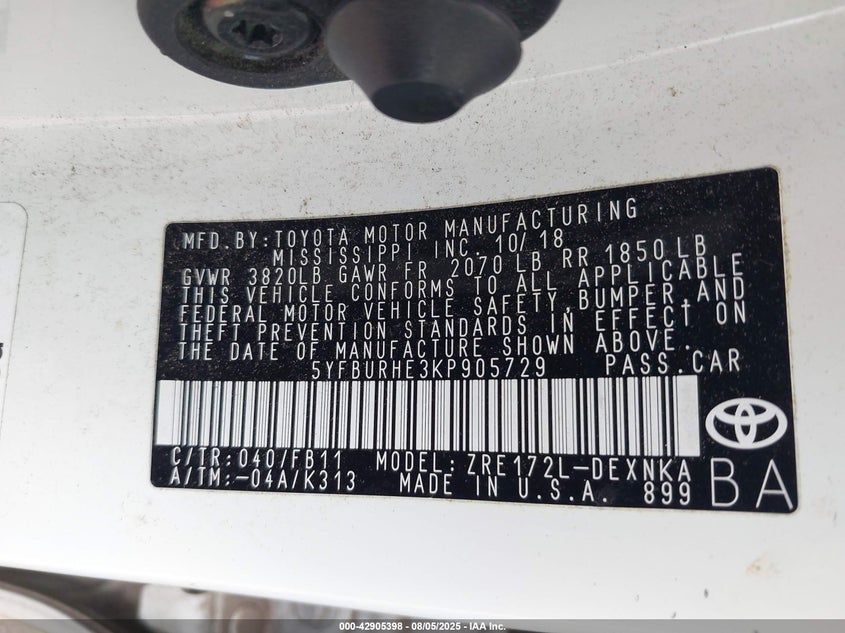 MFD. BY: TOYOTA MOTOR MANUFACTURING
MISSISSIPPI INC. 10/18
GVWR 3820LB GAWR FR 2070 LB RR 1850 LB
THIS VEHICLE CONFORMS TO ALL APPLICABLE
FEDERAL MOTOR VEHICLE SAFETY, BUMPER, AND
THEFT PREVENTION STANDARDS IN EFFECT ON
THE DATE OF MANUFACTURE SHOWN ABOVE.
5YFBURHE3KP905729 PASS. CAR
C/TR: 040/FB11 MODEL: ZRE172L-DEXNKA
A/TM: -04A/K313 MADE IN U.S.A. 899
BA
000-42905398 - 08/05/2025 - IAA Inc.